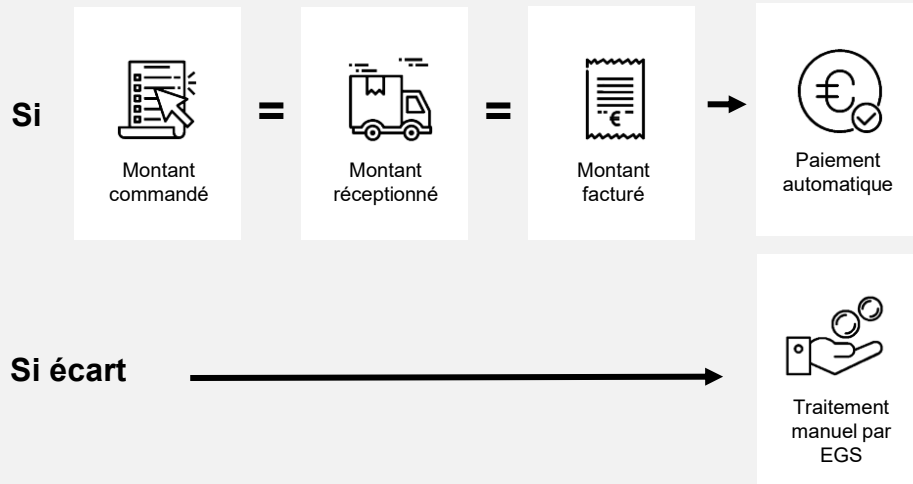 Si
=
=
Montant
commandé
Montant
réceptionné
€
Montant
facturé
€
Paiement
automatique
Si écart
Traitement
manuel par
EGS